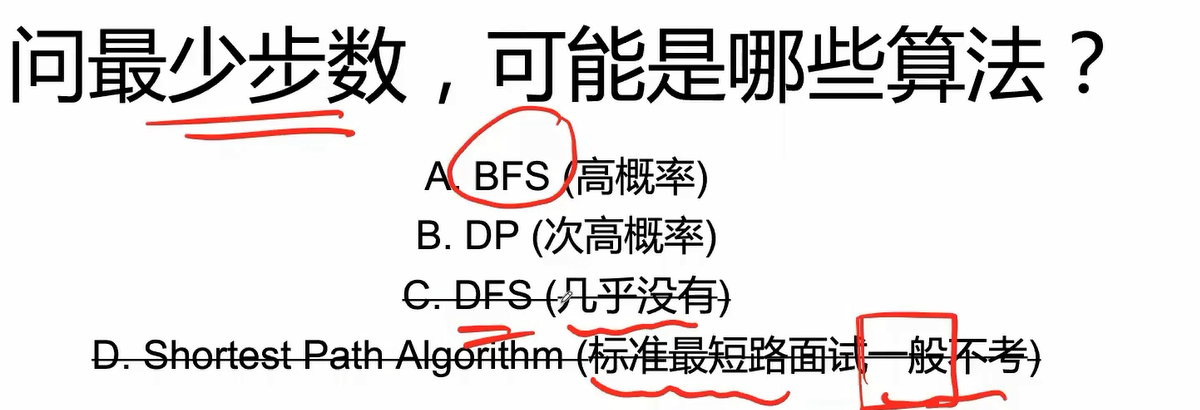 问最少步数，可能是哪些算法？
A. BFS (高概率)
B. DP (次高概率)
C. DFS (几乎没有)
D. Shortest Path Algorithm (标准最短路面试一般不考)